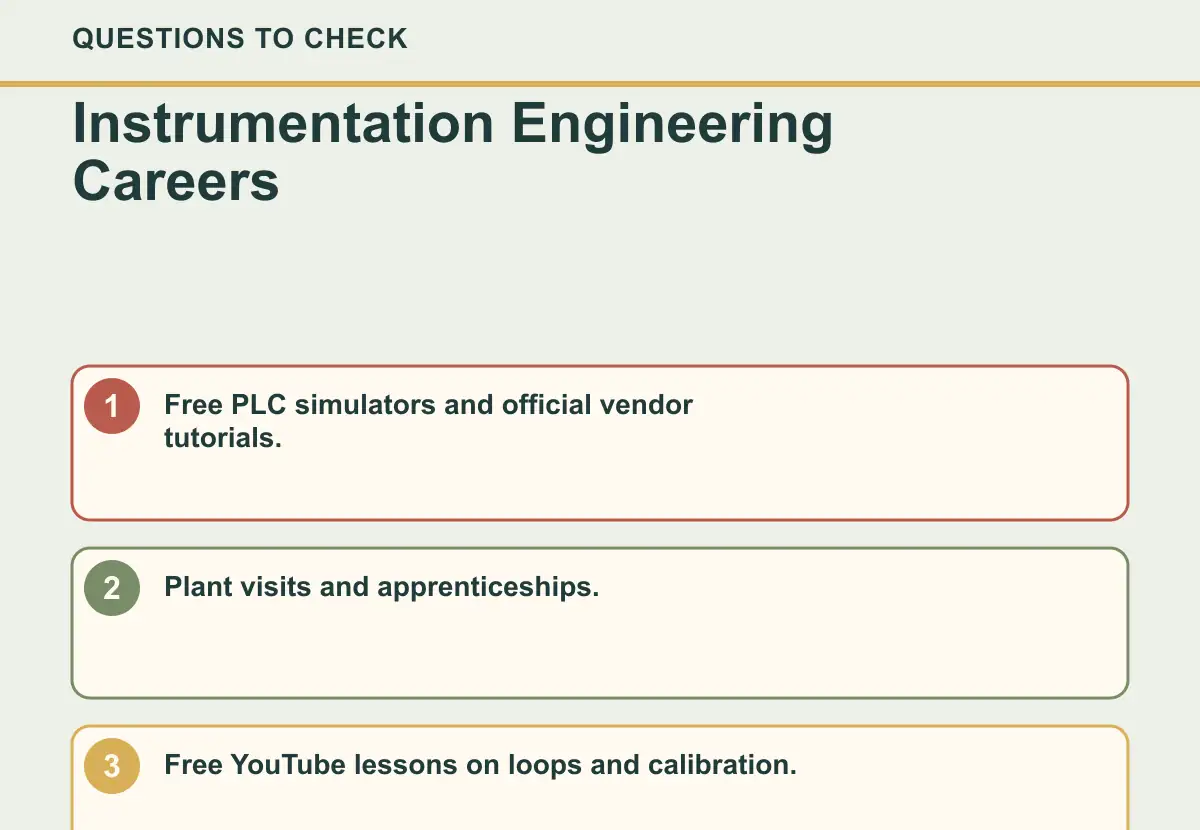 QUESTIONS TO CHECK
Instrumentation Engineering
Careers
1
Free PLC simulators and official vendor
tutorials.
2
Plant visits and apprenticeships.
3
Free YouTube lessons on loops and calibration.